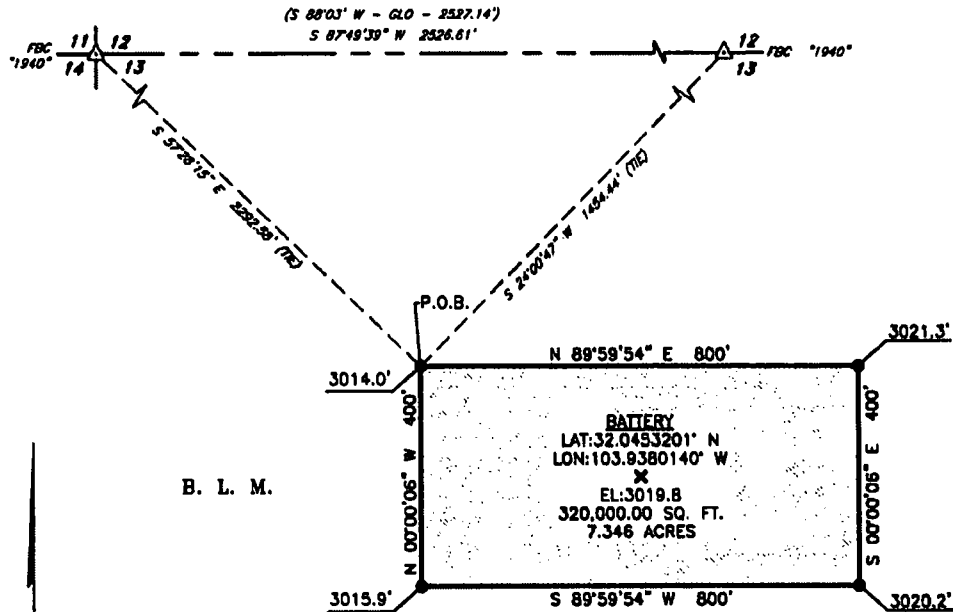 (S 88°03' W - GLO - 2527.14')
S 87°49'39" W 2526.61'
FBC "1940"
11 12
14 13
12
13
FBC "1940"
S 57°28'15" E 2292.58' (TIE)
S 24°00'47" W 1454.44' (TIE)
P.O.B.
N 89°59'54" E 800'
3021.3'
3014.0'
N 00°00'06" W 400'
S 00°00'06" E 400'
BATTERY
LAT:32.0453201° N
LON:103.9380140° W
X
EL:3019.8
320,000.00 SQ. FT.
7.346 ACRES
B. L. M.
3015.9'
S 89°59'54" W 800'
3020.2'